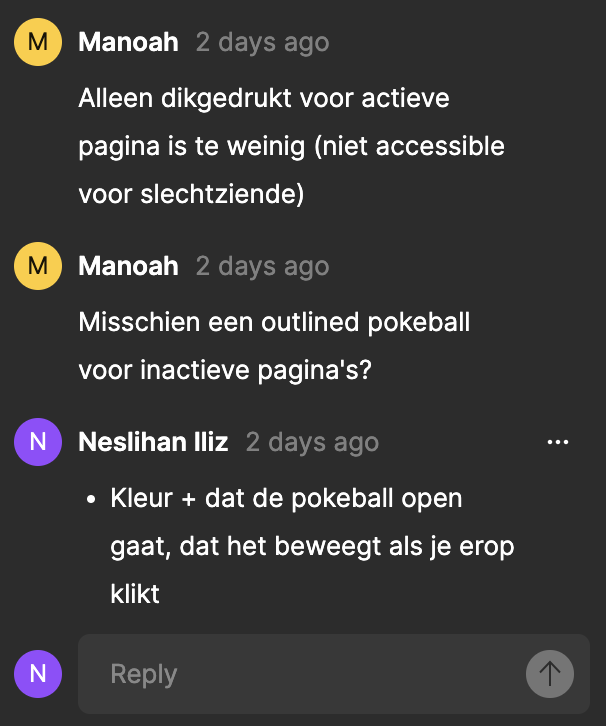 M Manoah 2 days ago
Alleen dikgedrukt voor actieve
pagina is te weinig (niet accessible
voor slechtziende)
M Manoah 2 days ago
Misschien een outlined pokeball
voor inactieve pagina's?
N Neslihan Iliz 2 days ago ...
• Kleur + dat de pokeball open
gaat, dat het beweegt als je erop
klikt
N Reply